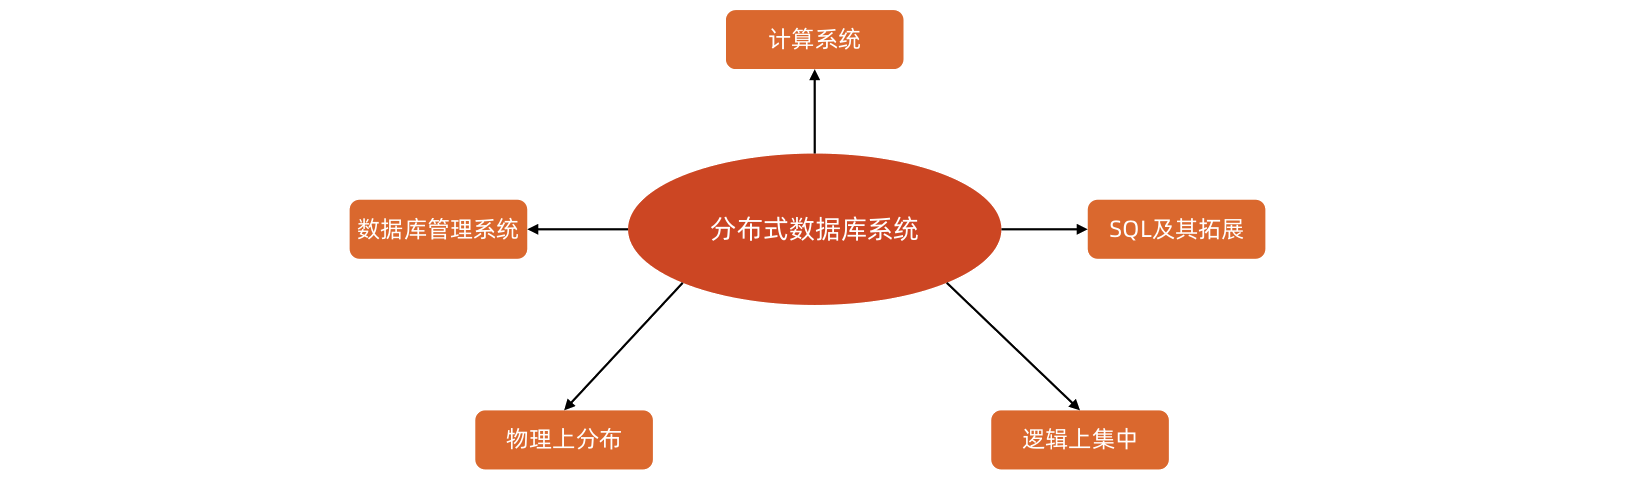 计算系统
数据库管理系统
分布式数据库系统
SQL及其拓展
物理上分布
逻辑上集中